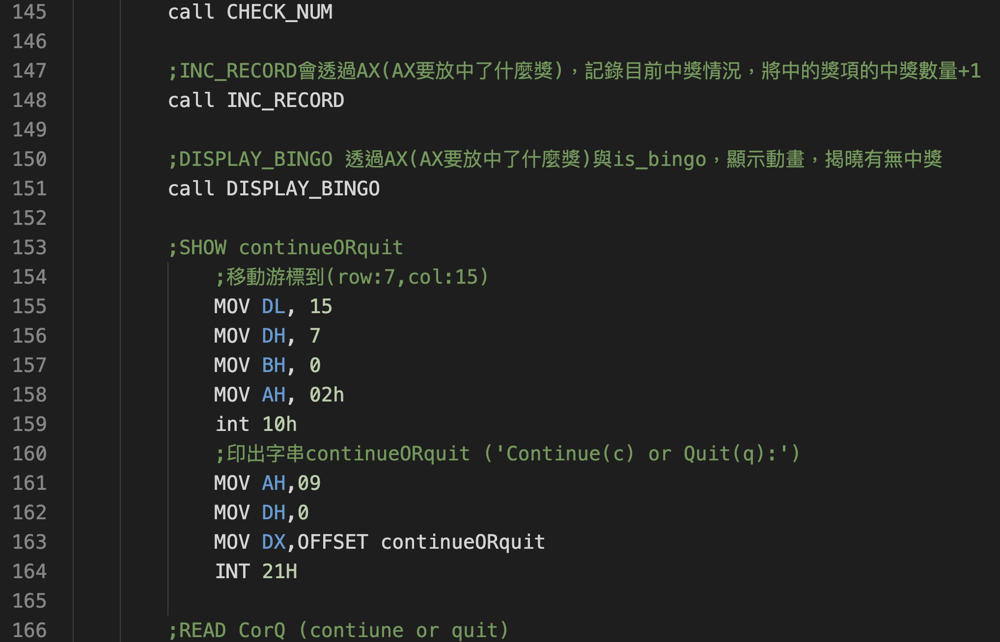 145 call CHECK_NUM
146
147 ;INC_RECORD會透過AX(AX要放中了什麼獎)，記錄目前中獎情況，將中的獎項的中獎數量+1
148 call INC_RECORD
149
150 ;DISPLAY_BINGO 透過AX(AX要放中了什麼獎)與is_bingo，顯示動畫，揭曉有無中獎
151 call DISPLAY_BINGO
152
153 ;SHOW continueORquit
154 ;移動游標到(row:7,col:15)
155 MOV DL, 15
156 MOV DH, 7
157 MOV BH, 0
158 MOV AH, 02h
159 int 10h
160 ;印出字串continueORquit ('Continue(c) or Quit(q):')
161 MOV AH,09
162 MOV DH,0
163 MOV DX,OFFSET continueORquit
164 INT 21H
165
166 ;READ CorQ (contiune or quit)